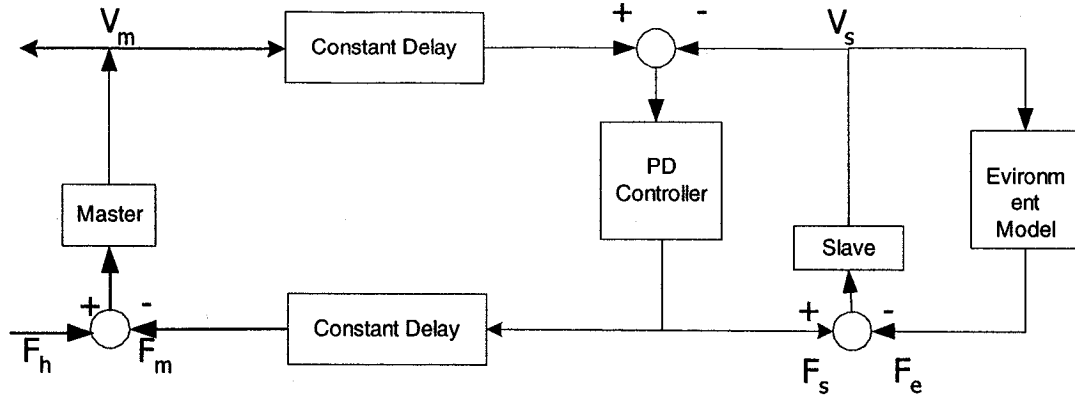 V_m
Constant Delay
+
-
V_s
PD
Controller
Evironm
ent
Model
Master
Slave
+
-
Constant Delay
+
-
F_h
F_m
F_s
F_e